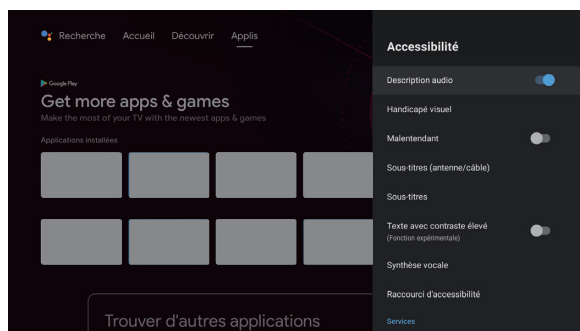 Recherche Accueil Découvrir Applis
Google Play
Get more apps & games
Make the most of your TV with the newest apps & games
Applications installées
Trouver d'autres applications
Accessibilité
Description audio
Handicapé visuel
Malentendant
Sous-titres (antenne/câble)
Sous-titres
Texte avec contraste élevé
(Fonction expérimentale)
Synthèse vocale
Raccourci d'accessibilité
Services